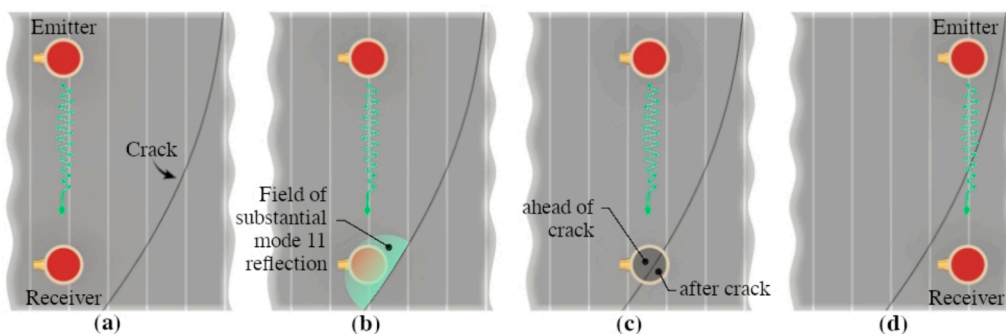 Emitter
Crack
Receiver
(a)
Field of
substantial
mode 11
reflection
(b)
ahead of
crack
after crack
(c)
Emitter
Receiver
(d)